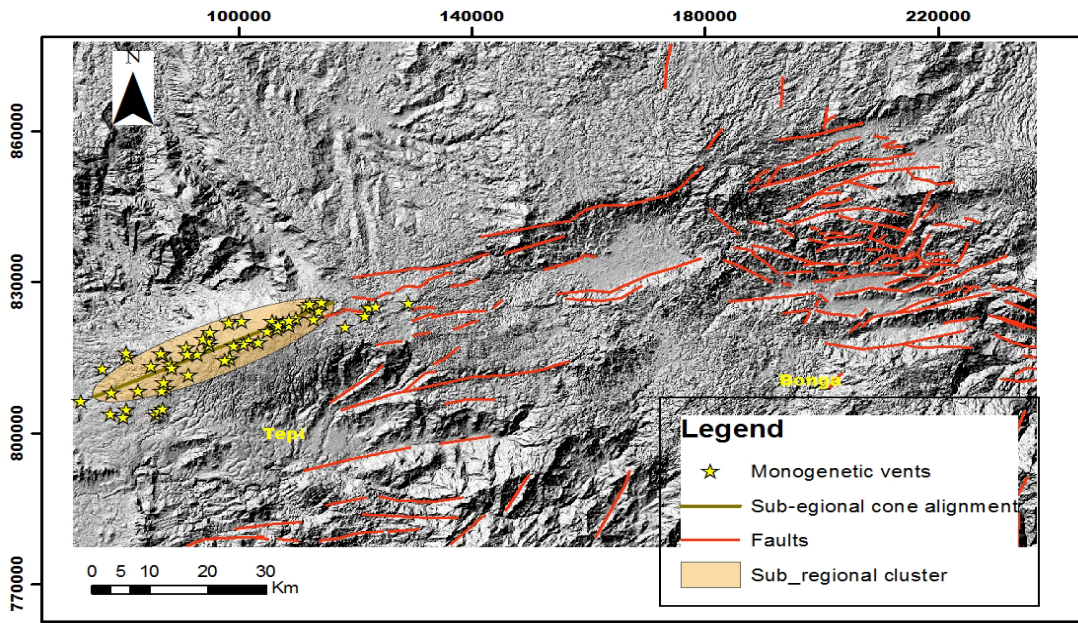 100000 140000 180000 220000
N
860000
830000
800000
770000
Tepi
Bonga
Legend
Monogenetic vents
Sub-egional cone alignment
Faults
Sub_regional cluster
0 5 10 20 30
Km